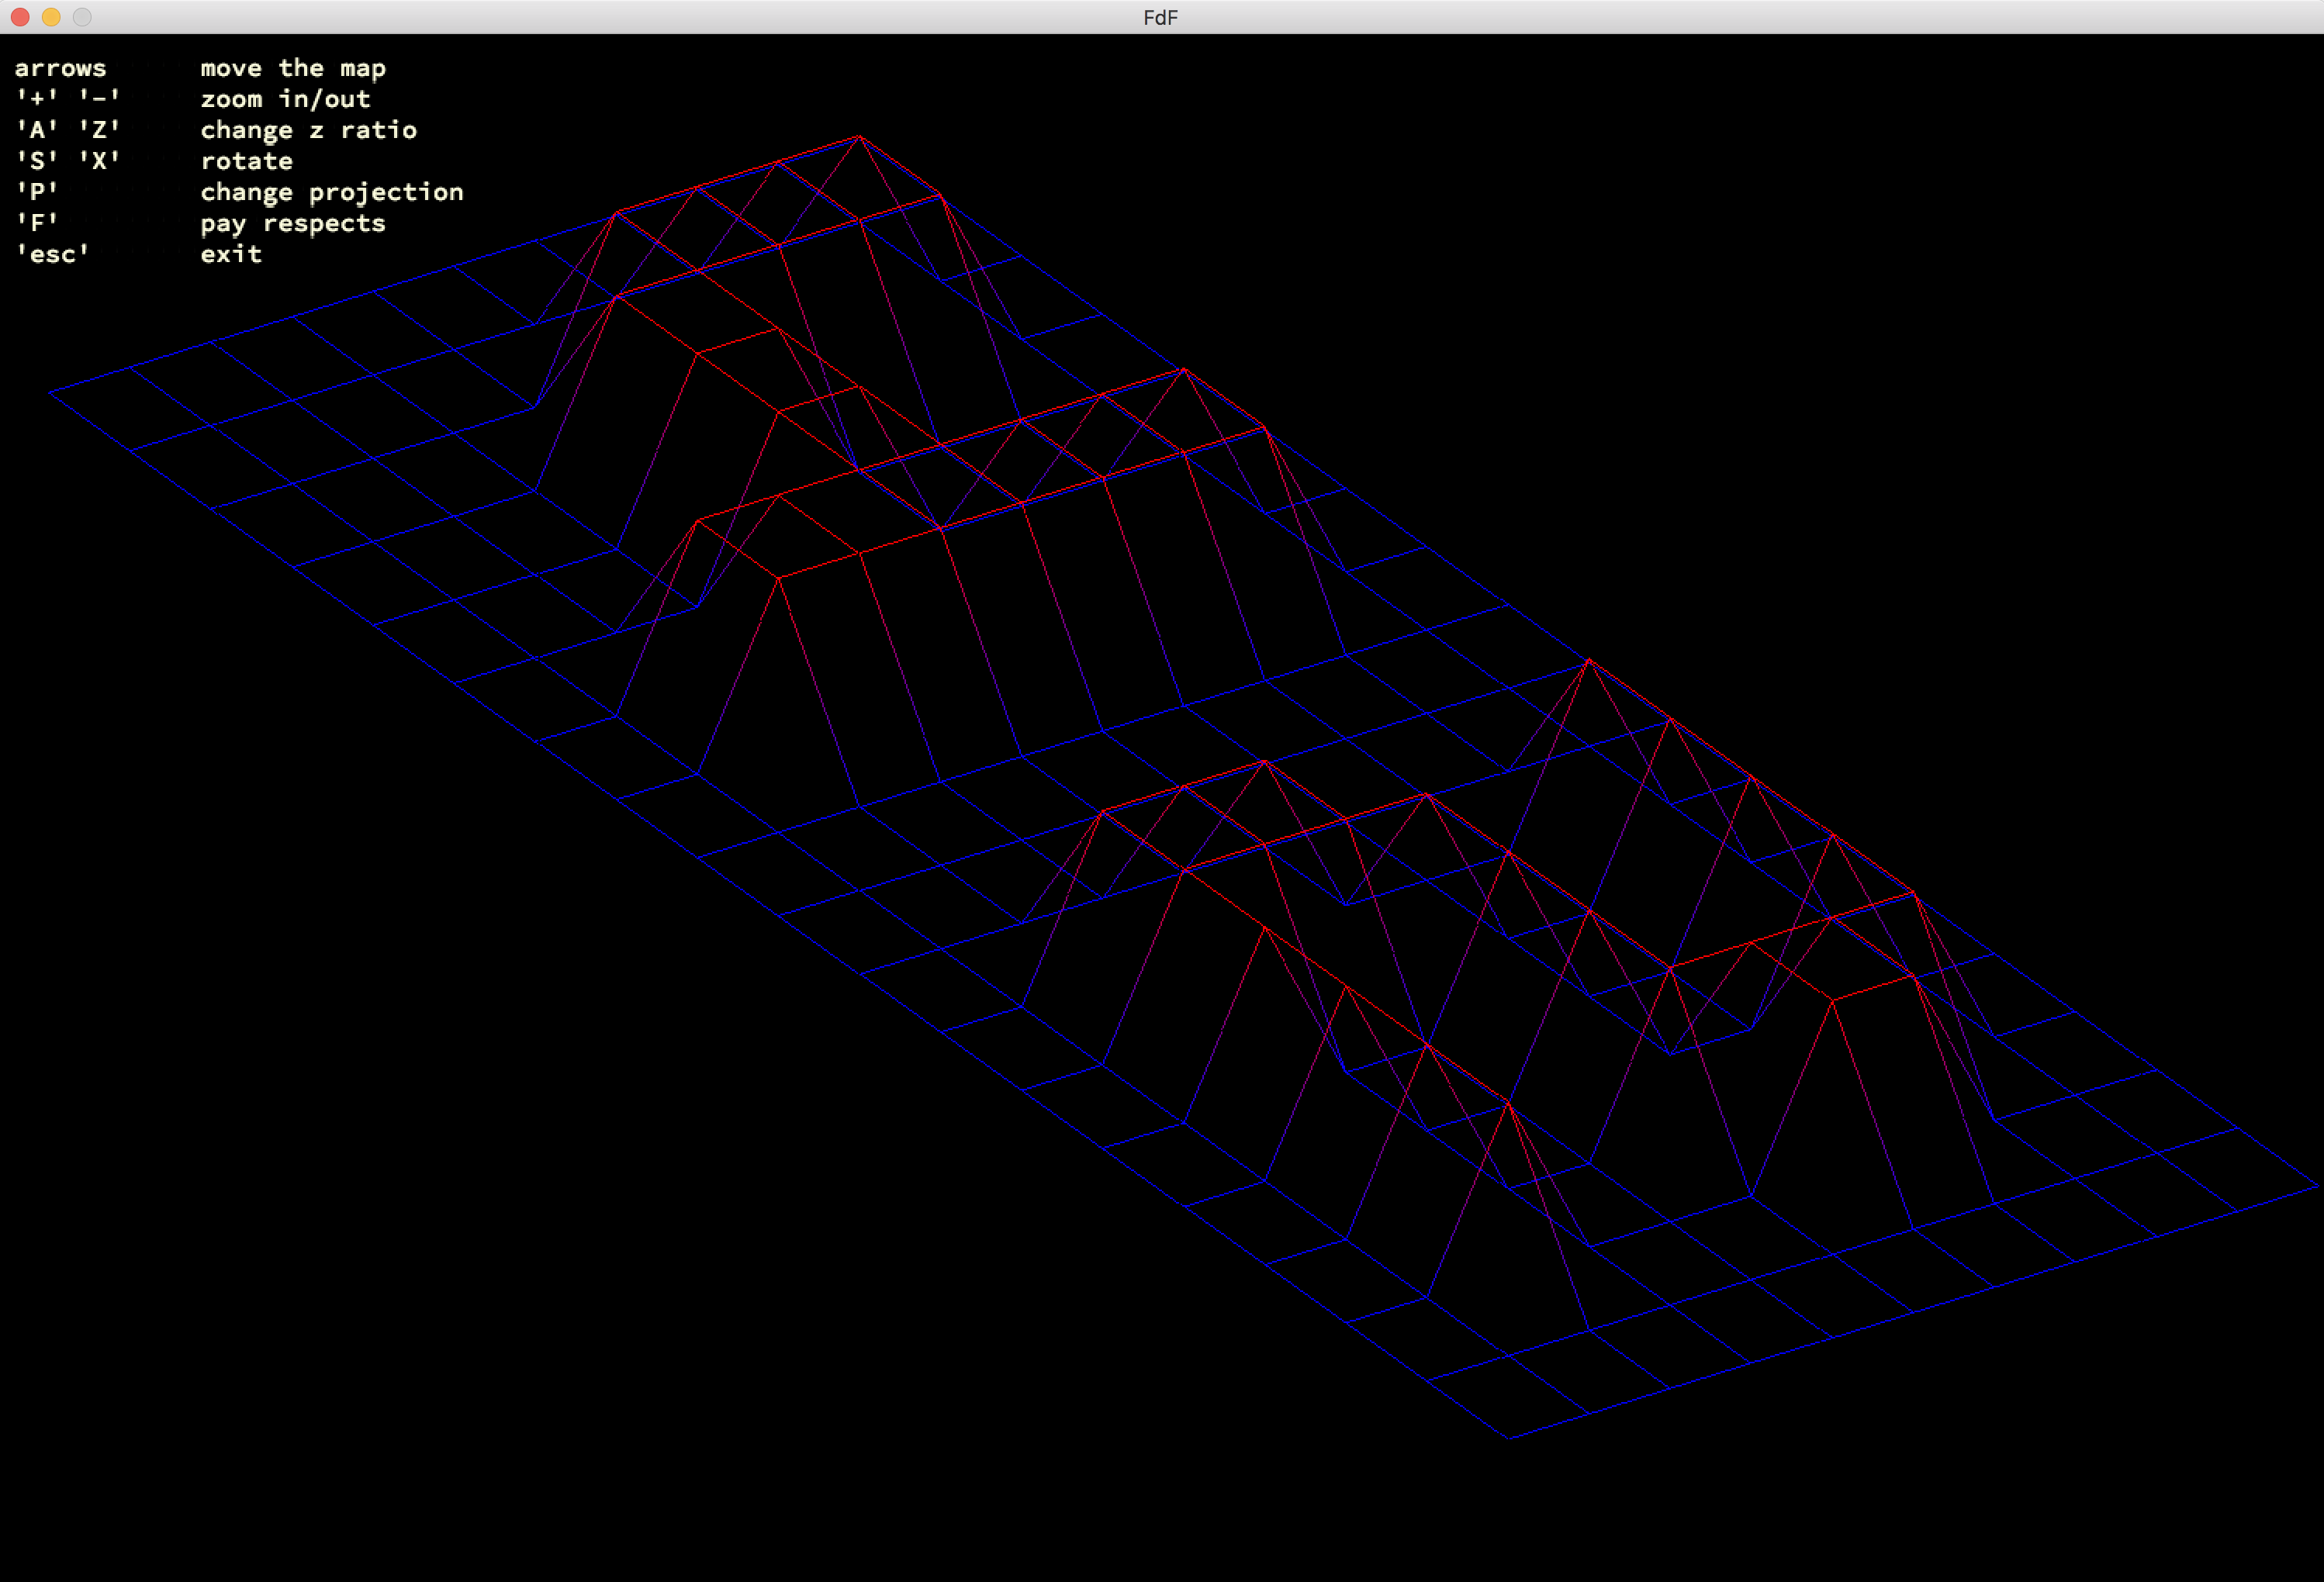 FdF
arrows move the map
'+' '-' zoom in/out
'A' 'Z' change z ratio
'S' 'X' rotate
'P' change projection
'F' pay respects
'esc' exit